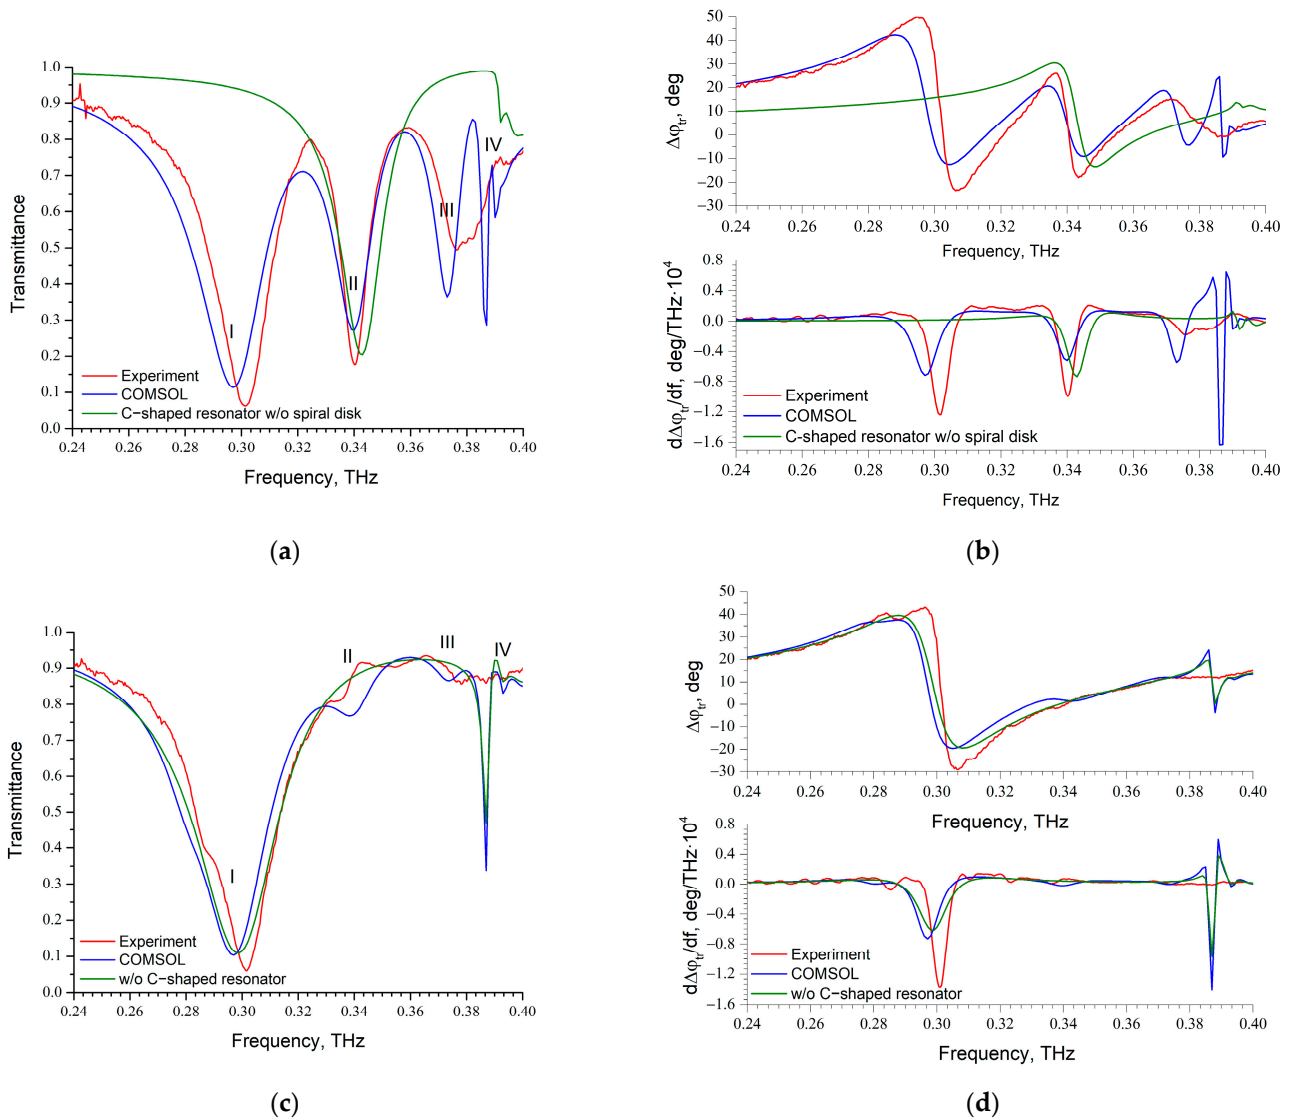 (a)
Transmittance
1.0
0.9
0.8
0.7
0.6
0.5
0.4
0.3
0.2
0.1
0.0
I
II
III
IV
Experiment
COMSOL
C−shaped resonator w/o spiral disk
0.24 0.26 0.28 0.30 0.32 0.34 0.36 0.38 0.40
Frequency, THz
(a)
Δφtr, deg
50
40
30
20
10
0
−10
−20
−30
0.24 0.26 0.28 0.30 0.32 0.34 0.36 0.38 0.40
Frequency, THz
dΔφtr/df, deg/THz·10⁴
0.8
0.4
0.0
−0.4
−0.8
−1.2
−1.6
Experiment
COMSOL
C-shaped resonator w/o spiral disk
0.24 0.26 0.28 0.30 0.32 0.34 0.36 0.38 0.40
Frequency, THz
(b)
Transmittance
1.0
0.9
0.8
0.7
0.6
0.5
0.4
0.3
0.2
0.1
0.0
I
II
III
IV
Experiment
COMSOL
w/o C−shaped resonator
0.24 0.26 0.28 0.30 0.32 0.34 0.36 0.38 0.40
Frequency, THz
(c)
Δφtr, deg
50
40
30
20
10
0
−10
−20
−30
0.24 0.26 0.28 0.30 0.32 0.34 0.36 0.38 0.40
Frequency, THz
dΔφtr/df, deg/THz·10⁴
0.8
0.4
0.0
−0.4
−0.8
−1.2
−1.6
Experiment
COMSOL
w/o C−shaped resonator
0.24 0.26 0.28 0.30 0.32 0.34 0.36 0.38 0.40
Frequency, THz
(d)